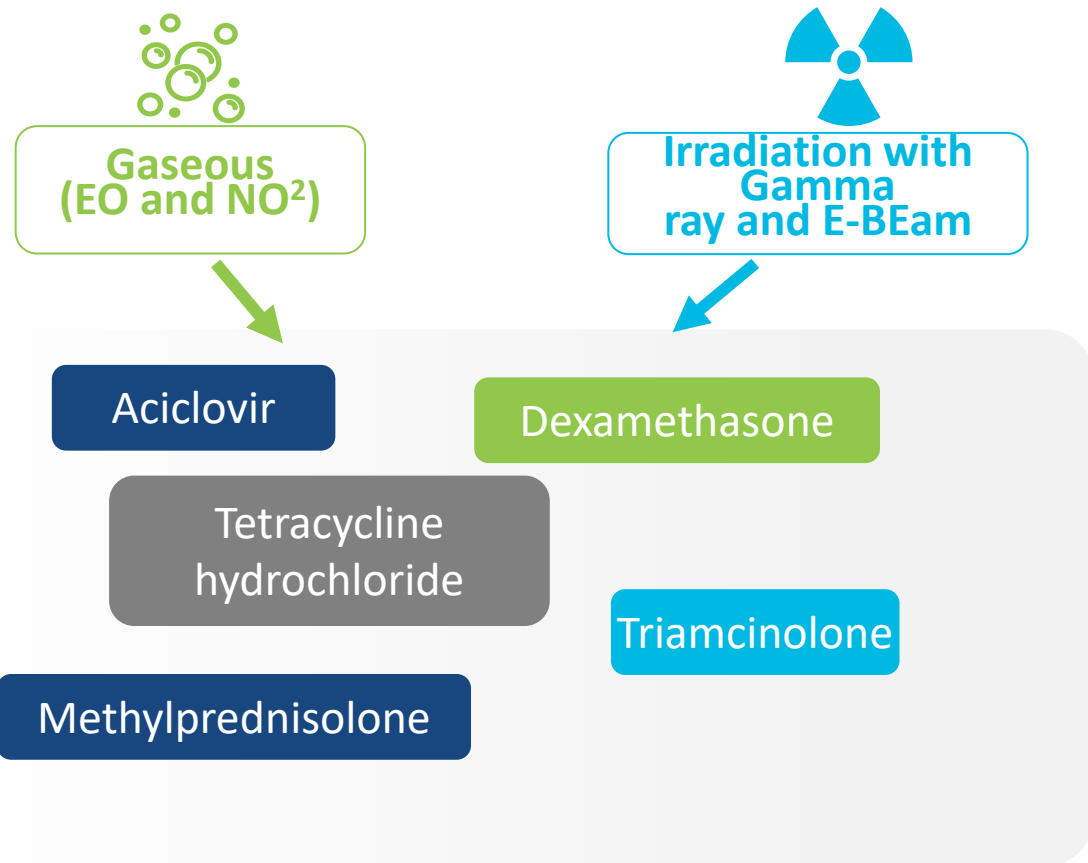 Gaseous
(EO and NO²)
Irradiation with
Gamma
ray and E-BEam
Aciclovir
Dexamethasone
Tetracycline
hydrochloride
Triamcinolone
Methylprednisolone